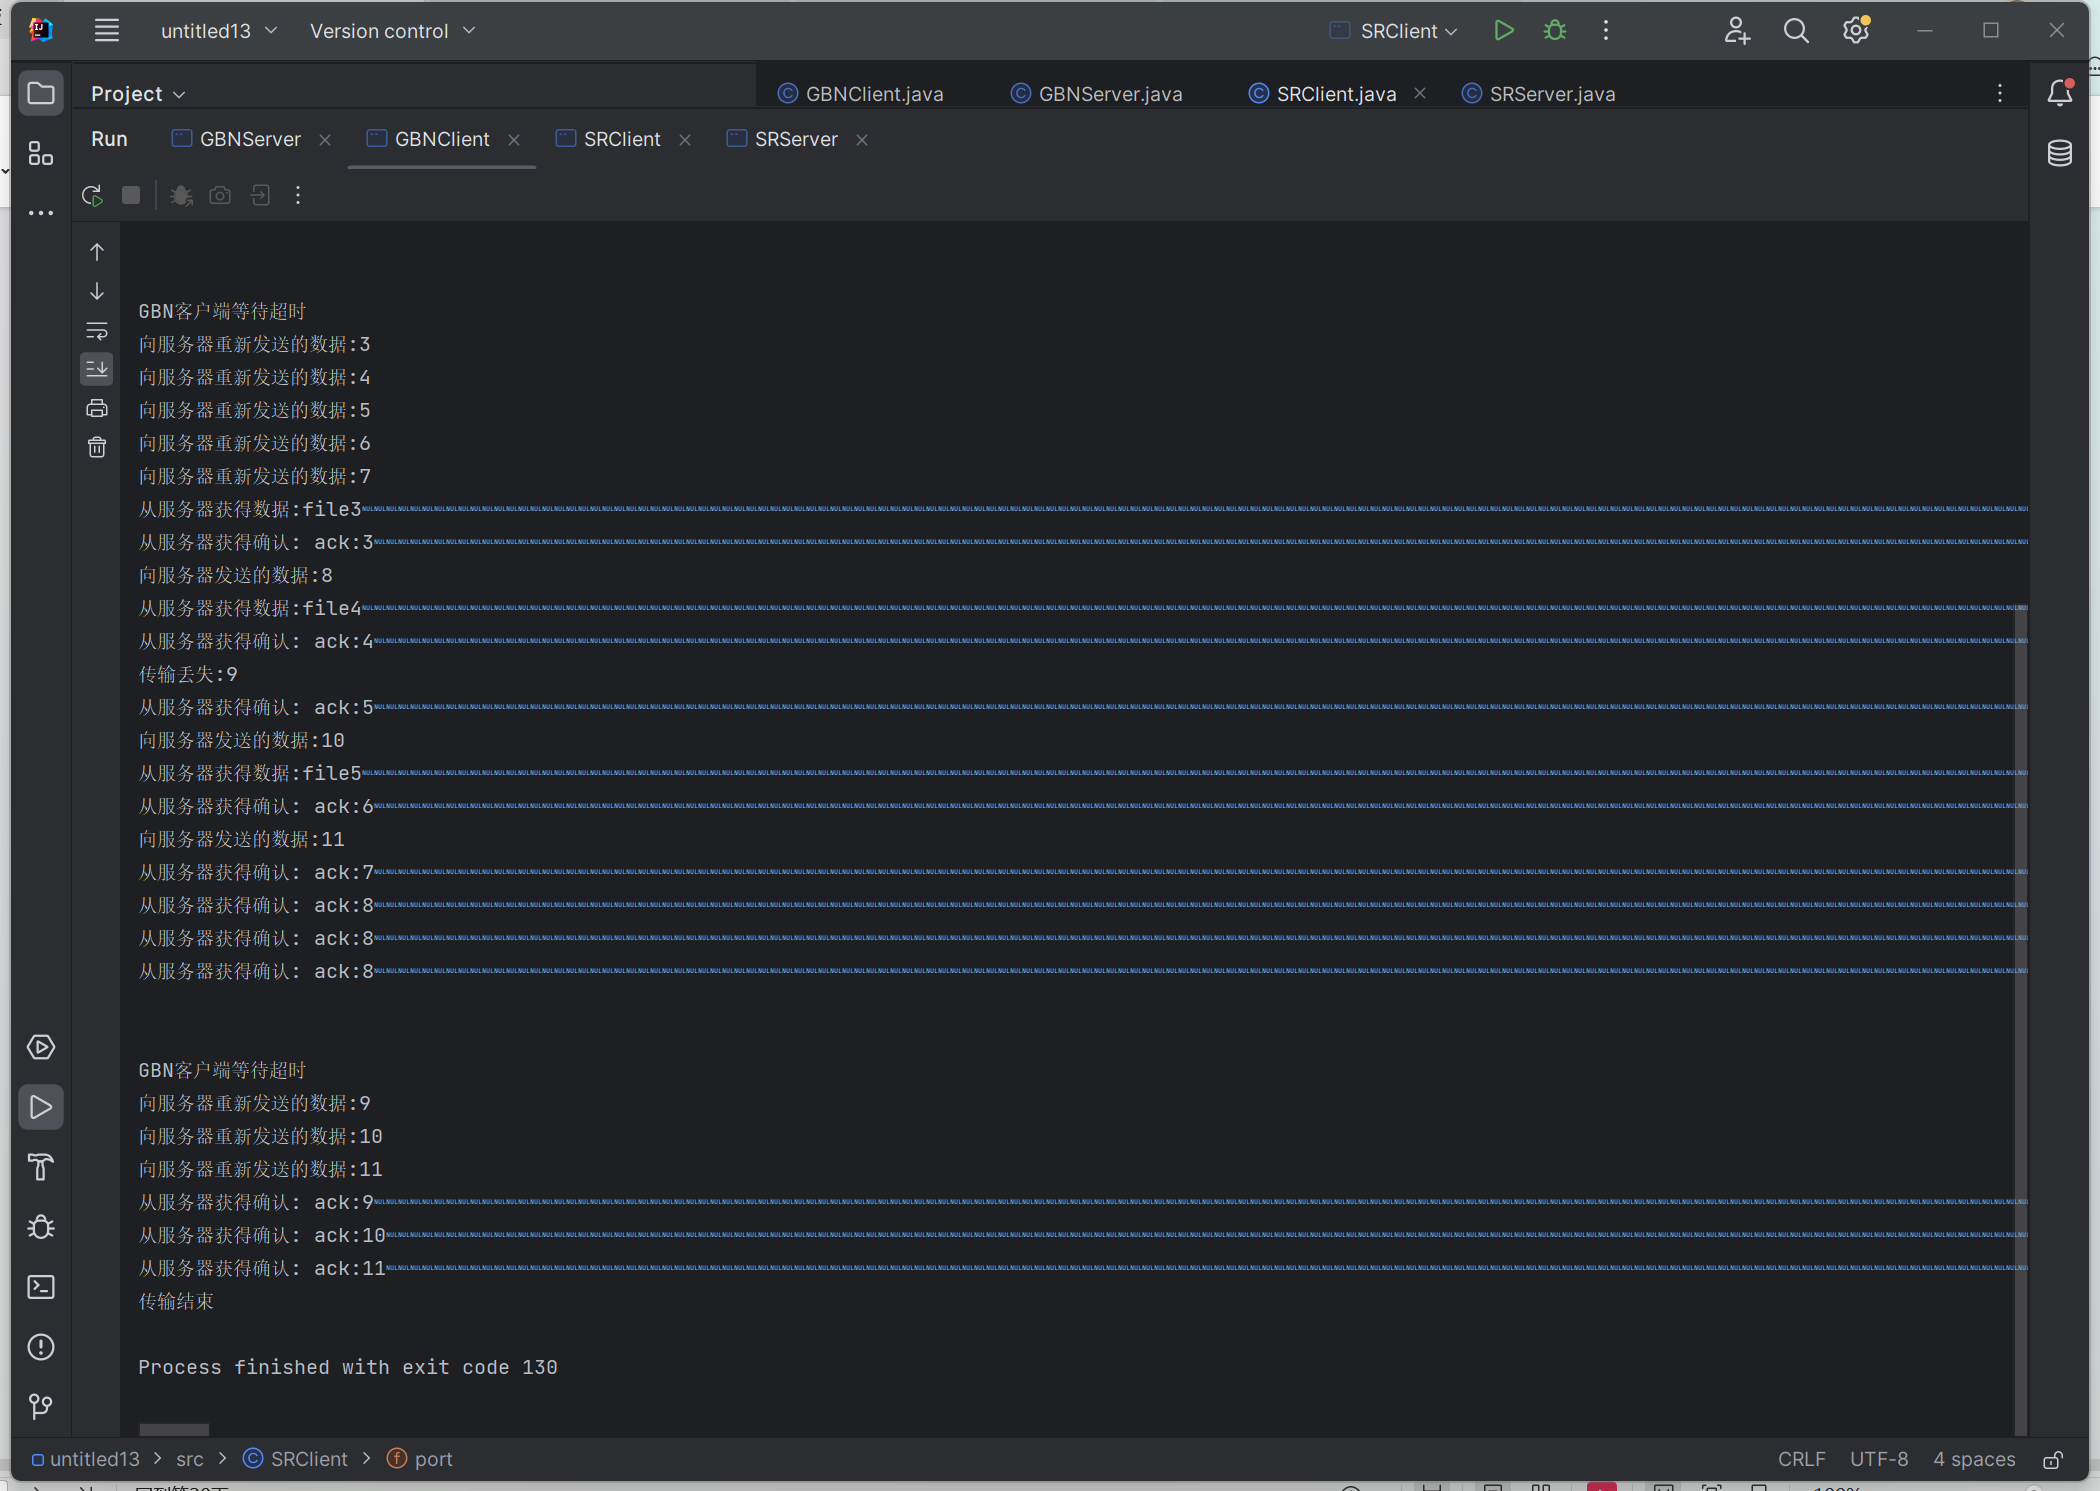 untitled13
Version control
SRClient
Project
GBNClient.java
GBNServer.java
SRClient.java
SRServer.java
Run
GBNServer
GBNClient
SRClient
SRServer
GBN客户端等待超时
向服务器重新发送的数据:3
向服务器重新发送的数据:4
向服务器重新发送的数据:5
向服务器重新发送的数据:6
向服务器重新发送的数据:7
从服务器获得数据:file3
从服务器获得确认: ack:3
向服务器发送的数据:8
从服务器获得数据:file4
从服务器获得确认: ack:4
传输丢失:9
从服务器获得确认: ack:5
向服务器发送的数据:10
从服务器获得数据:file5
从服务器获得确认: ack:6
向服务器发送的数据:11
从服务器获得确认: ack:7
从服务器获得确认: ack:8
从服务器获得确认: ack:8
从服务器获得确认: ack:8
GBN客户端等待超时
向服务器重新发送的数据:9
向服务器重新发送的数据:10
向服务器重新发送的数据:11
从服务器获得确认: ack:9
从服务器获得确认: ack:10
从服务器获得确认: ack:11
传输结束
Process finished with exit code 130
untitled13 > src > SRClient > port
CRLF UTF-8 4 spaces